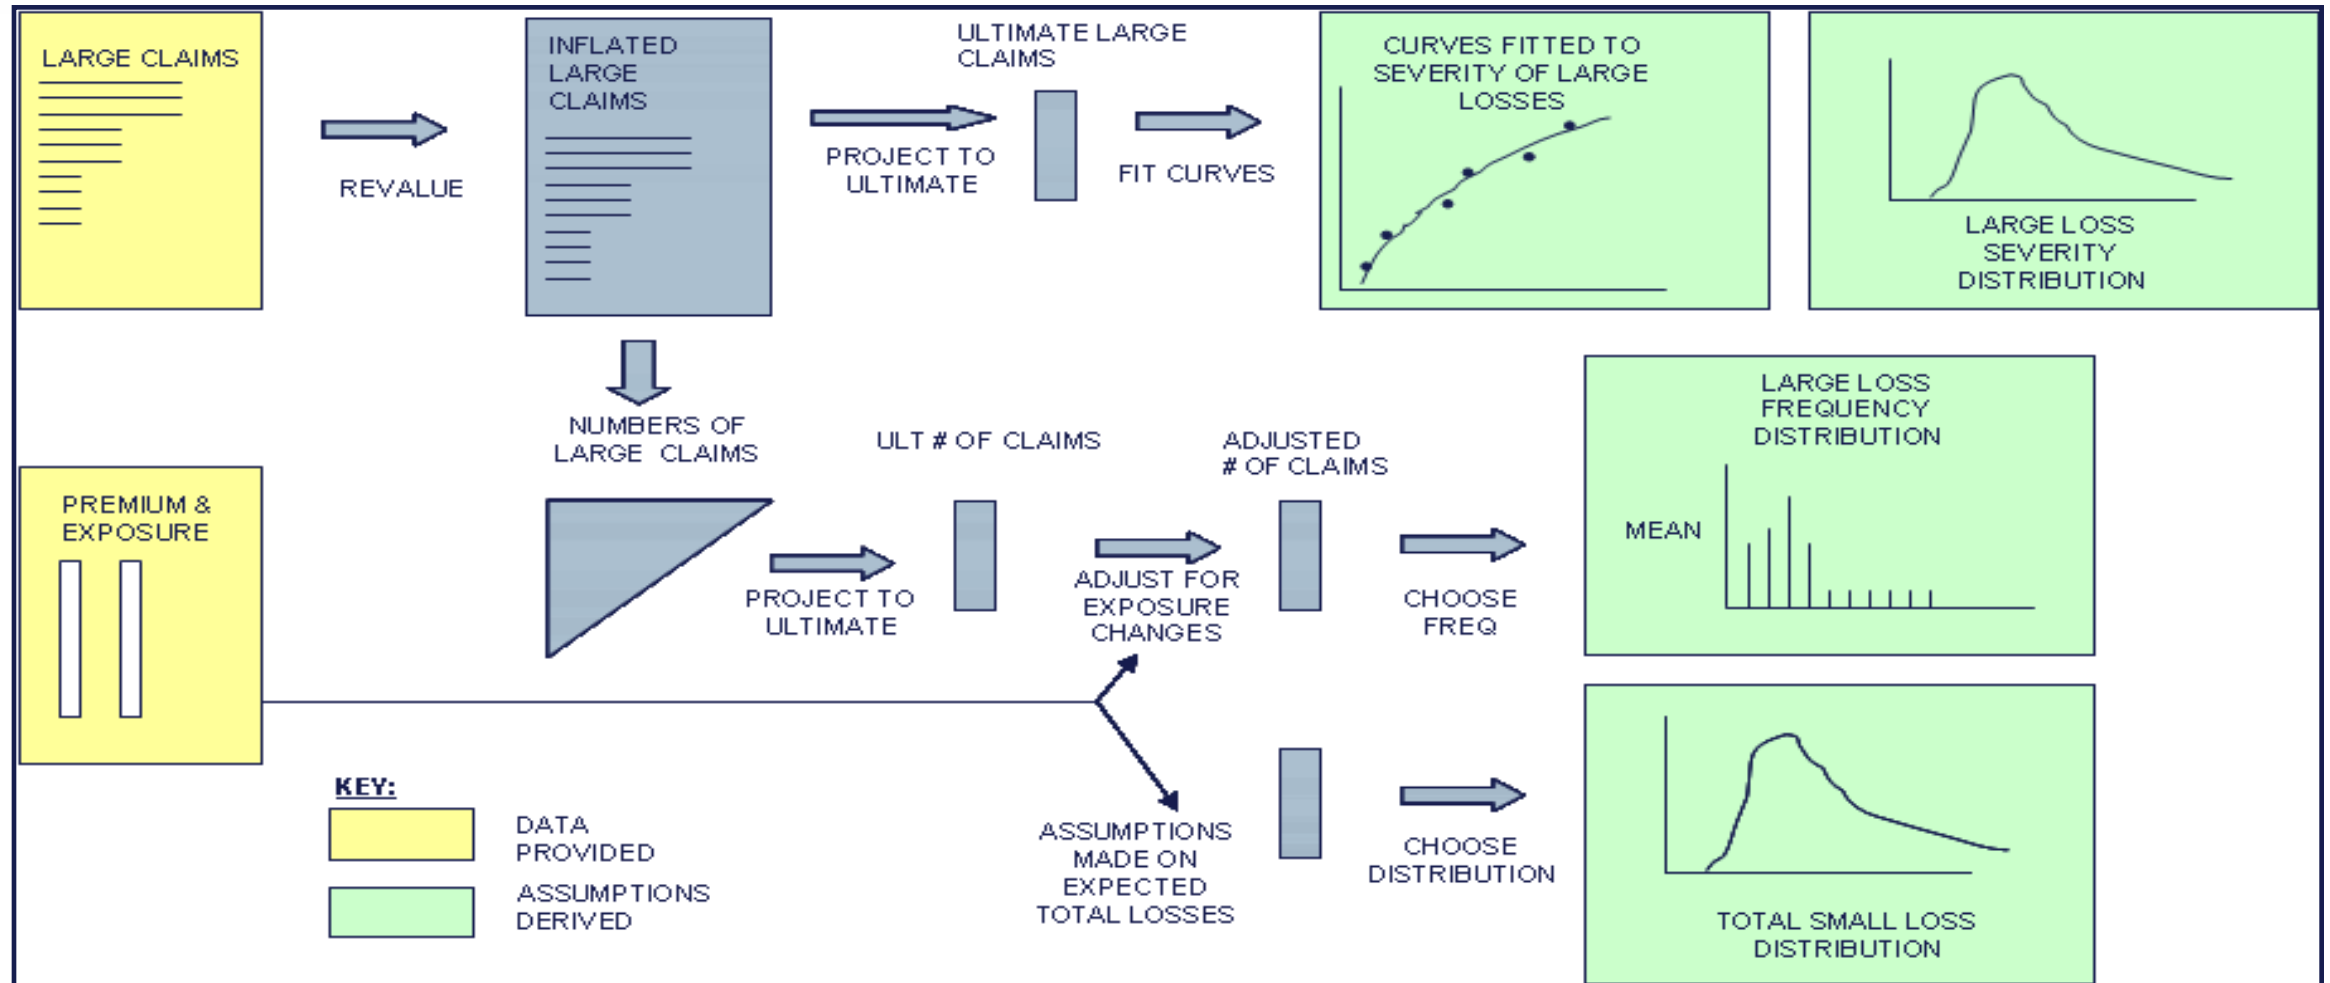 LARGE CLAIMS
REVALUE
INFLATED
LARGE
CLAIMS
PROJECT TO
ULTIMATE
ULTIMATE LARGE
CLAIMS
FIT CURVES
CURVES FITTED TO
SEVERITY OF LARGE
LOSSES
LARGE LOSS
SEVERITY
DISTRIBUTION
NUMBERS OF
LARGE CLAIMS
PROJECT TO
ULTIMATE
ULT # OF CLAIMS
ADJUST FOR
EXPOSURE
CHANGES
ADJUSTED
# OF CLAIMS
CHOOSE
FREQ
LARGE LOSS
FREQUENCY
DISTRIBUTION
MEAN
PREMIUM &
EXPOSURE
ASSUMPTIONS
MADE ON
EXPECTED
TOTAL LOSSES
CHOOSE
DISTRIBUTION
TOTAL SMALL LOSS
DISTRIBUTION
KEY:
DATA
PROVIDED
ASSUMPTIONS
DERIVED